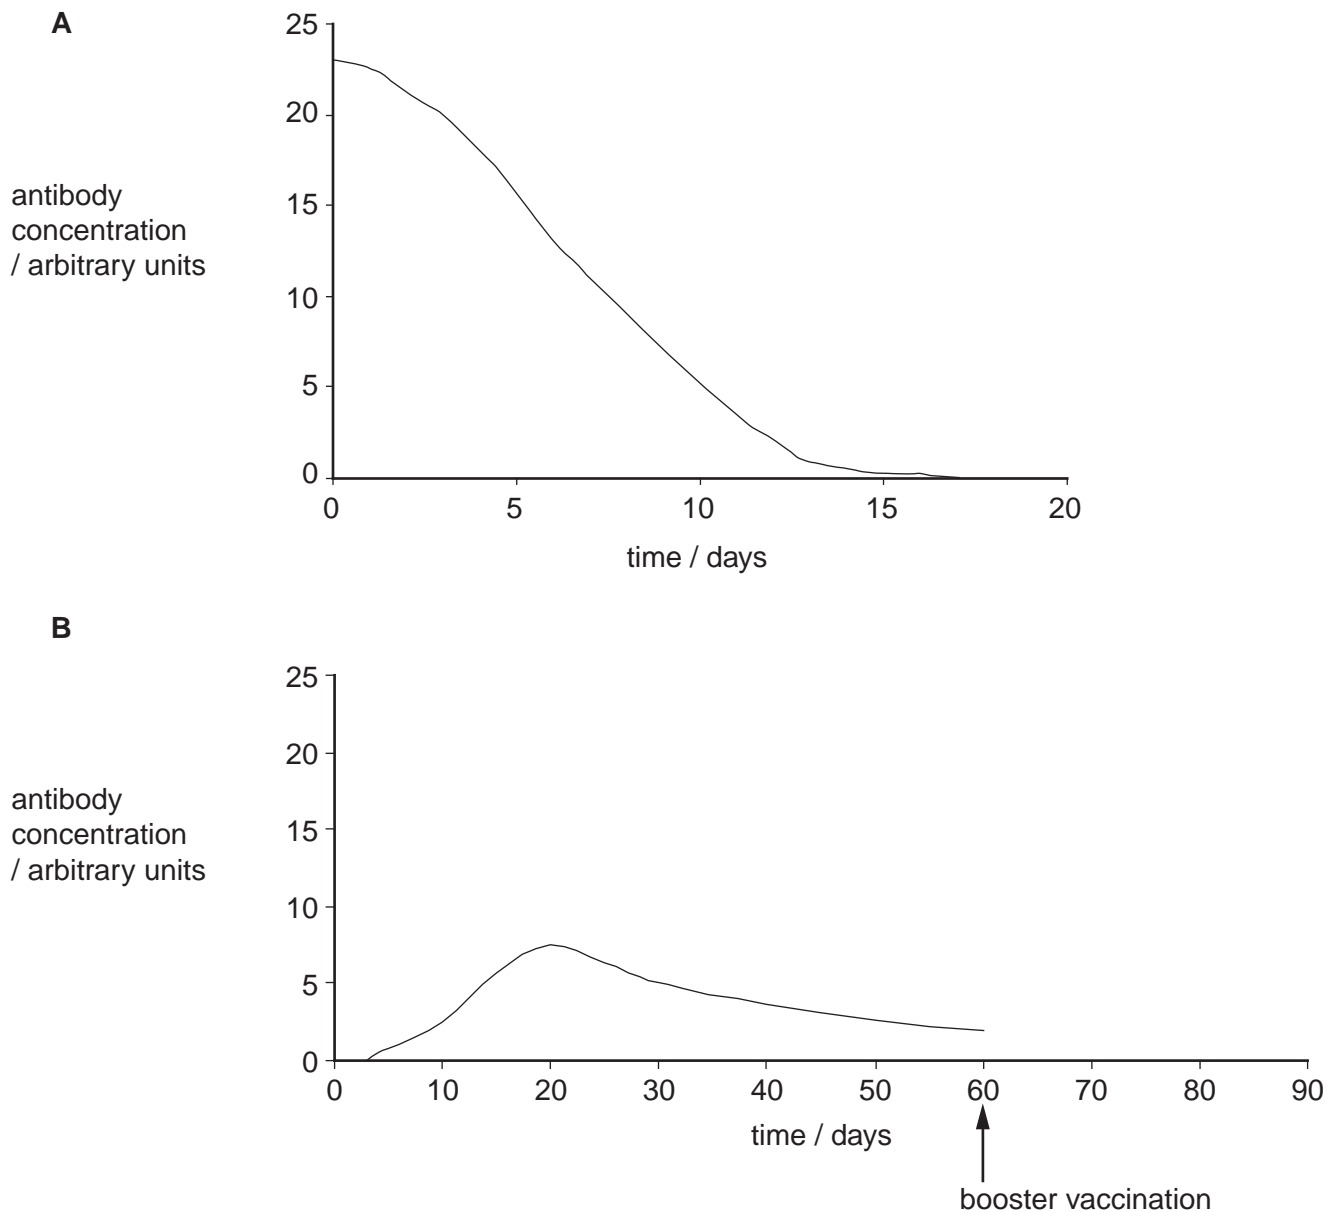 A
25
20
15
10
5
0
antibody
concentration
/ arbitrary units
0 5 10 15 20
time / days
B
25
20
15
10
5
0
antibody
concentration
/ arbitrary units
0 10 20 30 40 50 60 70 80 90
time / days
booster vaccination